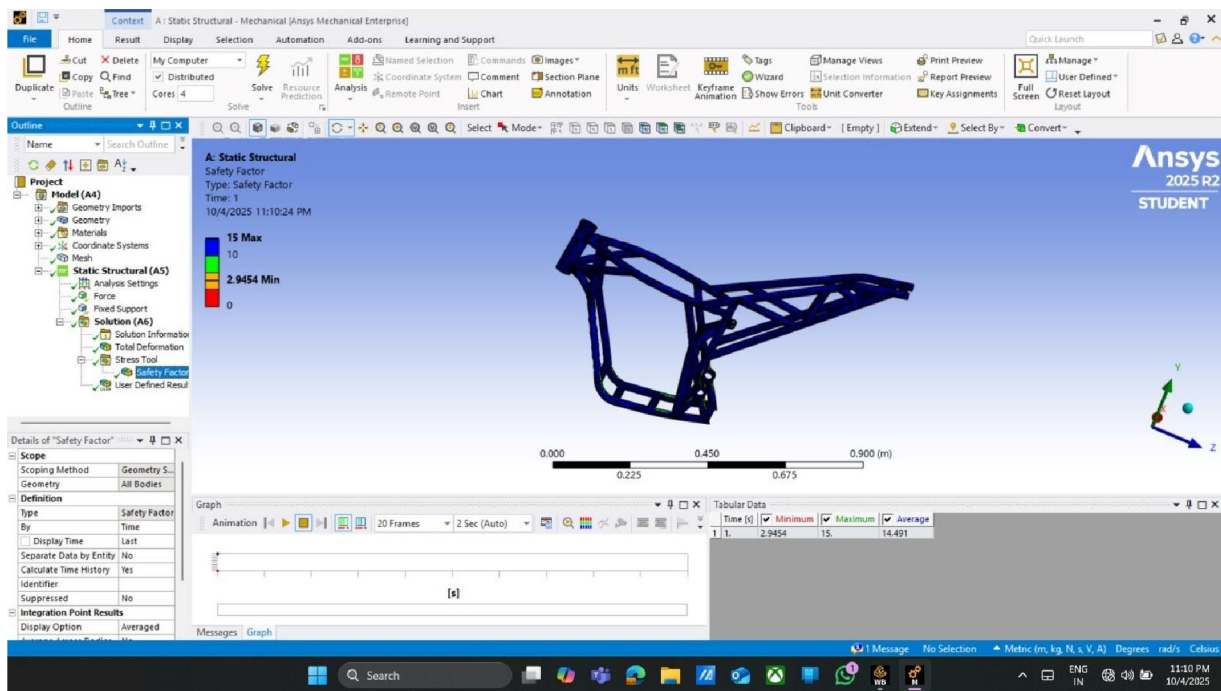 Context A : Static Structural - Mechanical [Ansys Mechanical Enterprise]
File Home Result Display Selection Automation Add-ons Learning and Support Quick Launch
Duplicate
Cut Delete
Copy Find
Paste Tree
Outline
My Computer
Distributed
Cores 4
Solve
Resource Prediction
Solve
Analysis
Named Selection
Coordinate System
Remote Point
Commands
Comment
Chart
Images
Section Plane
Annotation
Insert
Units
Worksheet
Keyframe Animation
Tags
Wizard
Show Errors
Manage Views
Selection Information
Unit Converter
Print Preview
Report Preview
Key Assignments
Tools
Full Screen
Manage
User Defined
Reset Layout
Layout
Outline
Name Search Outline
Select Mode Clipboard [ Empty ] Extend Select By Convert
Project
Model (A4)
Geometry Imports
Geometry
Materials
Coordinate Systems
Mesh
Static Structural (A5)
Analysis Settings
Force
Fixed Support
Solution (A6)
Solution Informatio
Total Deformation
Stress Tool
Safety Factor
User Defined Resul
A: Static Structural
Safety Factor
Type: Safety Factor
Time: 1
10/4/2025 11:10:24 PM
15 Max
10
2.9454 Min
0
Ansys
2025 R2
STUDENT
Y
X
Z
0.000 0.450 0.900 (m)
0.225 0.675
Details of "Safety Factor"
Scope
Scoping Method Geometry S...
Geometry All Bodies
Definition
Type Safety Factor
By Time
Display Time Last
Separate Data by Entity No
Calculate Time History Yes
Identifier
Suppressed No
Integration Point Results
Display Option Averaged
Graph
Animation 20 Frames 2 Sec (Auto)
[s]
Messages Graph
Tabular Data
Time [s] Minimum Maximum Average
1 1. 2.9454 15. 14.491
1 Message No Selection Metric (m, kg, N, s, V, A) Degrees rad/s Celsius
Search
WB
M
ENG
IN
11:10 PM
10/4/2025